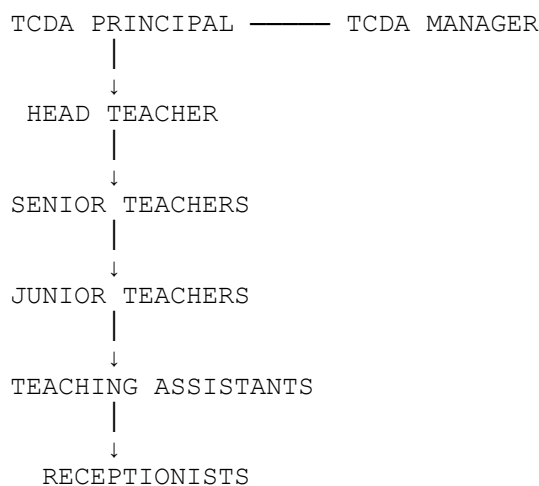 TCDA PRINCIPAL TCDA MANAGER
HEAD TEACHER
SENIOR TEACHERS
JUNIOR TEACHERS
TEACHING ASSISTANTS
RECEPTIONISTS